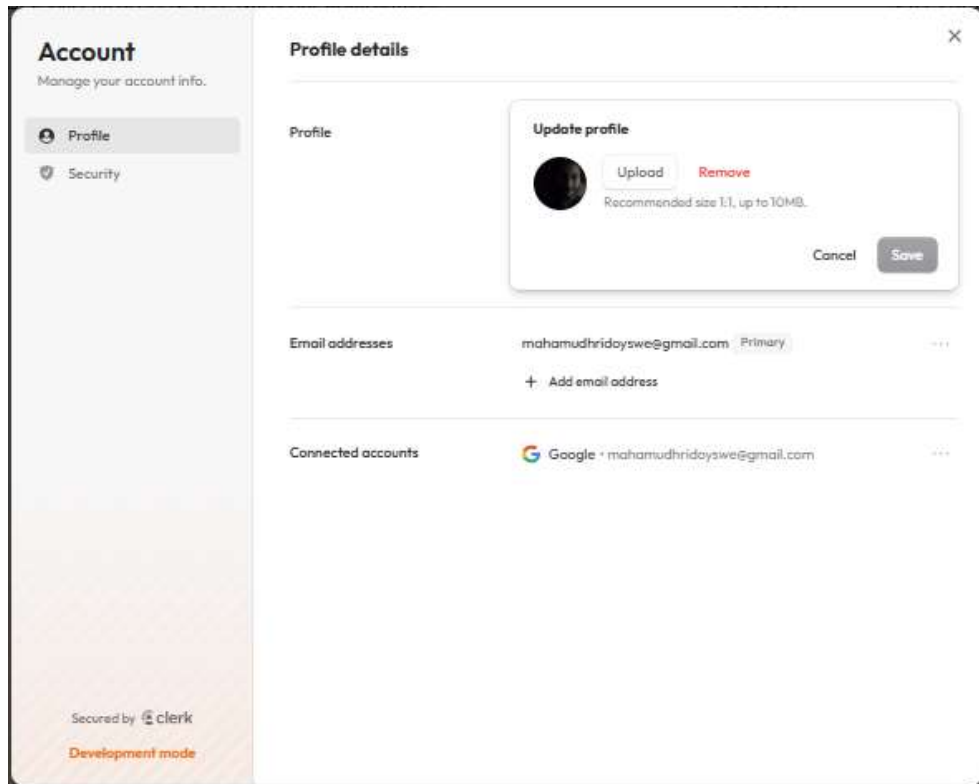 Account
Manage your account info.
Profile
Security
Secured by clerk
Development mode
Profile details
Profile
Update profile
Upload Remove
Recommended size 1:1, up to 10MB.
Cancel Save
Email addresses mahamudhridoyswe@gmail.com Primary
+ Add email address
Connected accounts Google • mahamudhridoyswe@gmail.com